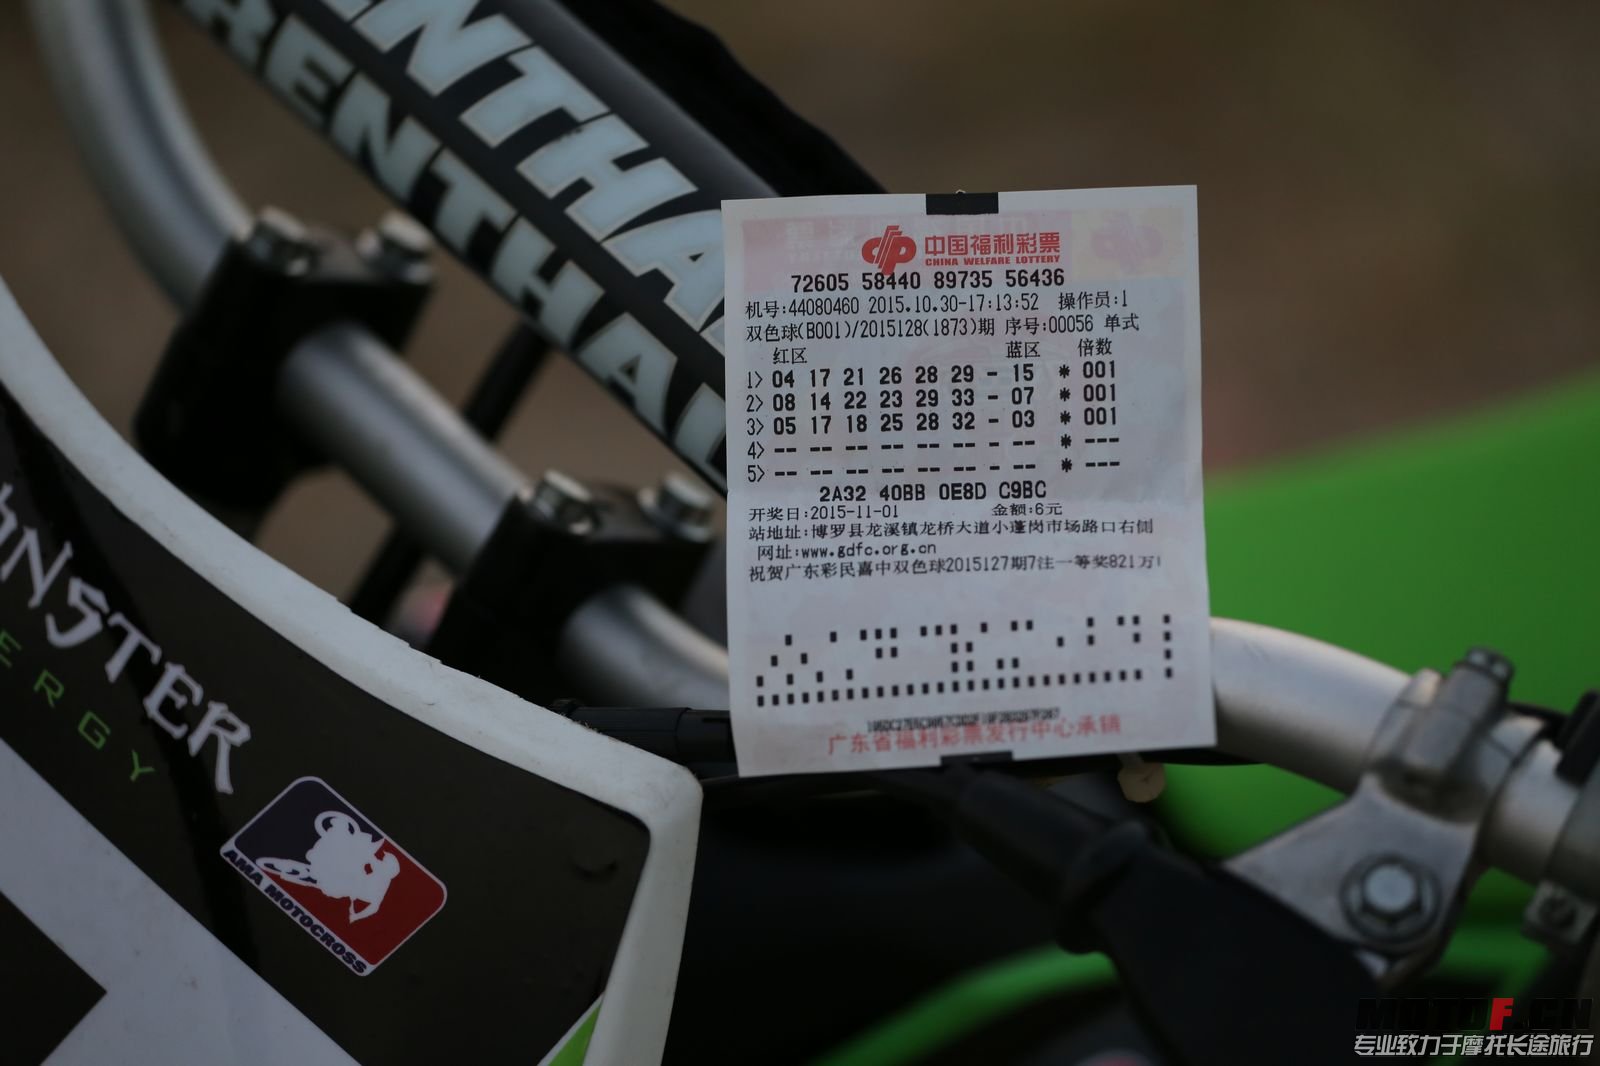 RENTHAL
MONSTER
ERGY
AMA MOTOCROSS
中国福利彩票
CHINA WELFARE LOTTERY
72605 58440 89735 56436
机号:44080460 2015.10.30-17:13:52 操作员:1
双色球(B001)/2015128(1873)期 序号:00056 单式
红区 蓝区 倍数
1> 04 17 21 26 28 29 - 15 * 001
2> 08 14 22 23 29 33 - 07 * 001
3> 05 17 18 25 28 32 - 03 * 001
4> -- -- -- -- -- -- - -- * ---
5> -- -- -- -- -- -- - -- * ---
2A32 40BB 0E8D C9BC
开奖日:2015-11-01 金额:6元
站地址:博罗县龙溪镇龙桥大道小蓬岗市场路口右侧
网址:www.gdfc.org.cn
祝贺广东彩民喜中双色球2015127期7注一等奖821万!
广东省福利彩票发行中心承销
MOTOF.CN
专业致力于摩托长途旅行